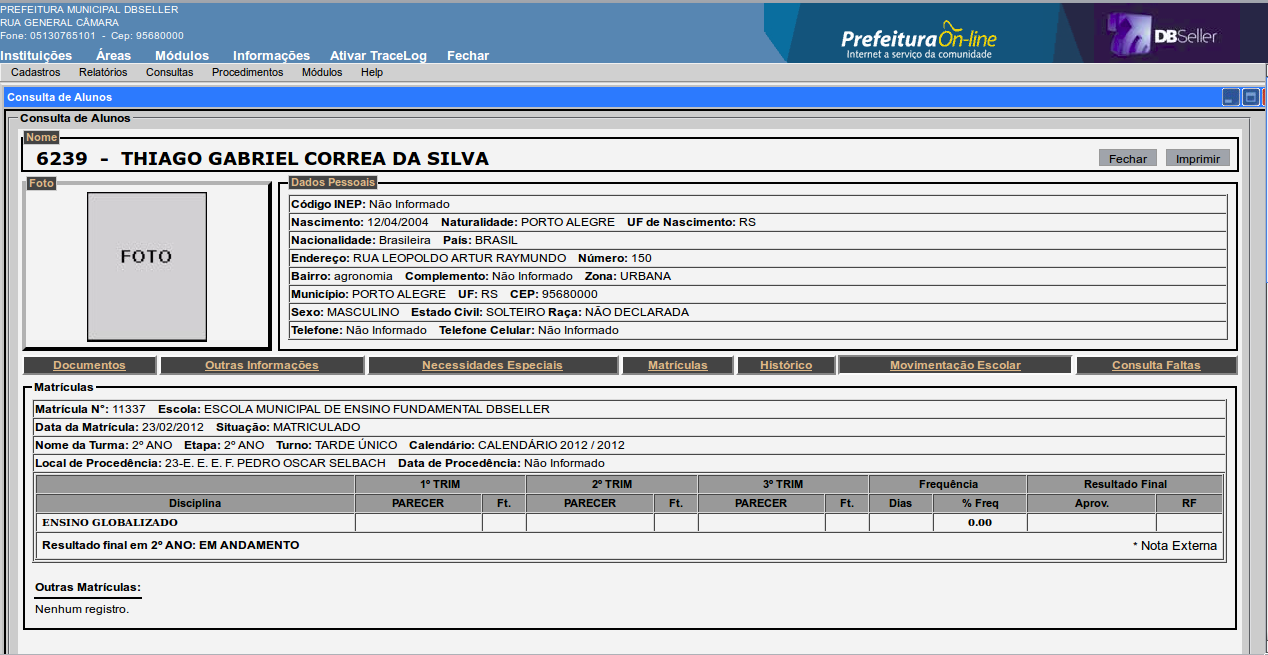 PREFEITURA MUNICIPAL DBSELLER
RUA GENERAL CÂMARA
Fone: 05130765101 - Cep: 95680000
PrefeituraOn-line
Internet a serviço da comunidade
DBSeller
Instituições Áreas Módulos Informações Ativar TraceLog Fechar
Cadastros Relatórios Consultas Procedimentos Módulos Help
Consulta de Alunos
Consulta de Alunos
Nome
6239 - THIAGO GABRIEL CORREA DA SILVA
Fechar Imprimir
Foto
FOTO
Dados Pessoais
Código INEP: Não Informado
Nascimento: 12/04/2004 Naturalidade: PORTO ALEGRE UF de Nascimento: RS
Nacionalidade: Brasileira País: BRASIL
Endereço: RUA LEOPOLDO ARTUR RAYMUNDO Número: 150
Bairro: agronomia Complemento: Não Informado Zona: URBANA
Município: PORTO ALEGRE UF: RS CEP: 95680000
Sexo: MASCULINO Estado Civil: SOLTEIRO Raça: NÃO DECLARADA
Telefone: Não Informado Telefone Celular: Não Informado
Documentos Outras Informações Necessidades Especiais Matrículas Histórico Movimentação Escolar Consulta Faltas
Matrículas
Matrícula N°: 11337 Escola: ESCOLA MUNICIPAL DE ENSINO FUNDAMENTAL DBSELLER
Data da Matrícula: 23/02/2012 Situação: MATRICULADO
Nome da Turma: 2º ANO Etapa: 2º ANO Turno: TARDE ÚNICO Calendário: CALENDÁRIO 2012 / 2012
Local de Procedência: 23-E. E. E. F. PEDRO OSCAR SELBACH Data de Procedência: Não Informado
1º TRIM 2º TRIM 3º TRIM Frequência Resultado Final
Disciplina PARECER Ft. PARECER Ft. PARECER Ft. Dias % Freq Aprov. RF
ENSINO GLOBALIZADO 0.00
Resultado final em 2º ANO: EM ANDAMENTO * Nota Externa
Outras Matrículas:
Nenhum registro.